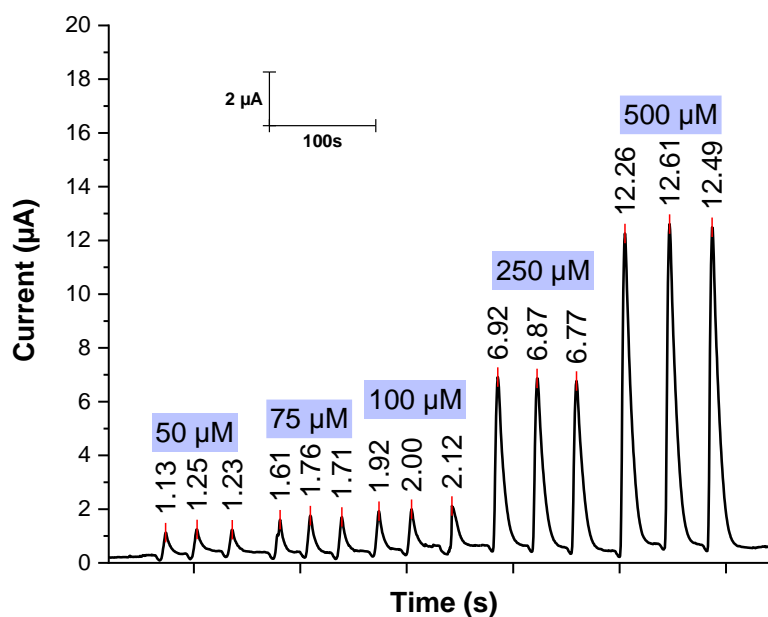 20
18
16
14
12
10
8
6
4
2
0
Current (µA)
Time (s)
2 µA
100s
50 µM
1.13
1.25
1.23
75 µM
1.61
1.76
1.71
100 µM
1.92
2.00
2.12
250 µM
6.92
6.87
6.77
500 µM
12.26
12.61
12.49